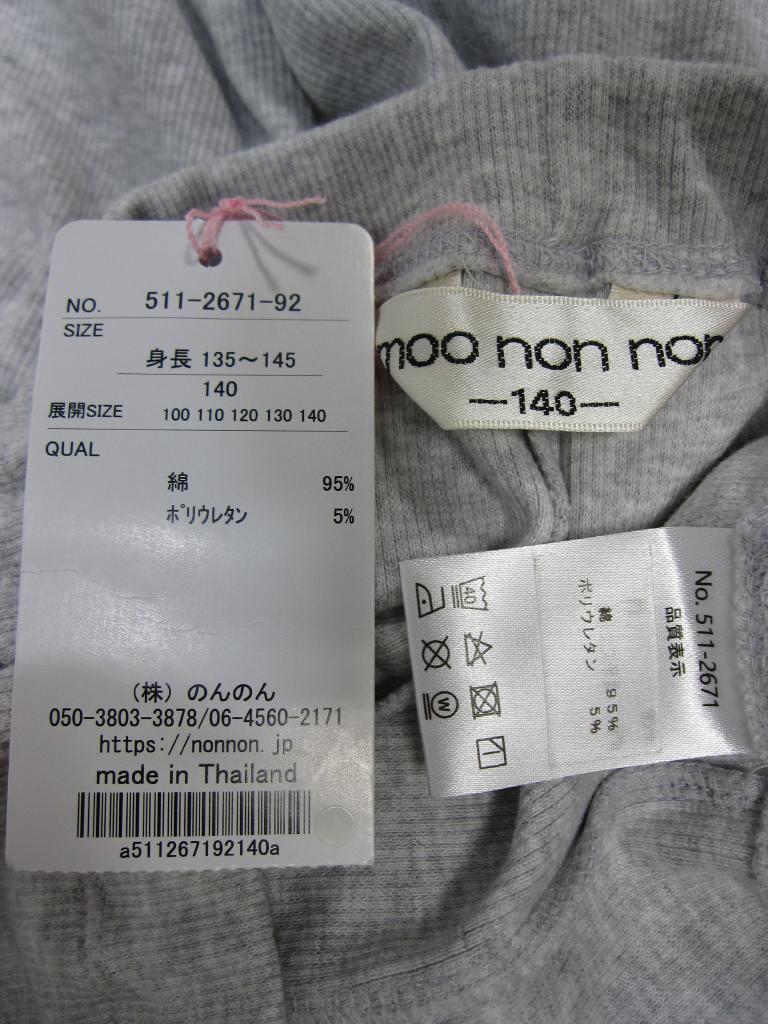 NO. 511-2671-92
SIZE
身長 135～145
140
展開SIZE 100 110 120 130 140
QUAL
綿 95%
ﾎﾟﾘｳﾚﾀﾝ 5%
（株）のんのん
050-3803-3878/06-4560-2171
https://nonnon.jp
made in Thailand
a511267192140a
moo non non
—140—
No. 511-2671
品質表示
綿 95%
ポリウレタン 5%
40
W